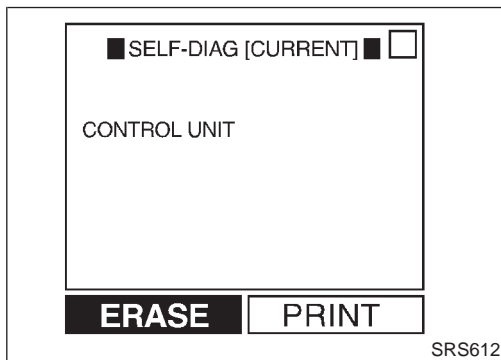 ■ SELF-DIAG [CURRENT] ■
CONTROL UNIT
ERASE
PRINT
SRS612